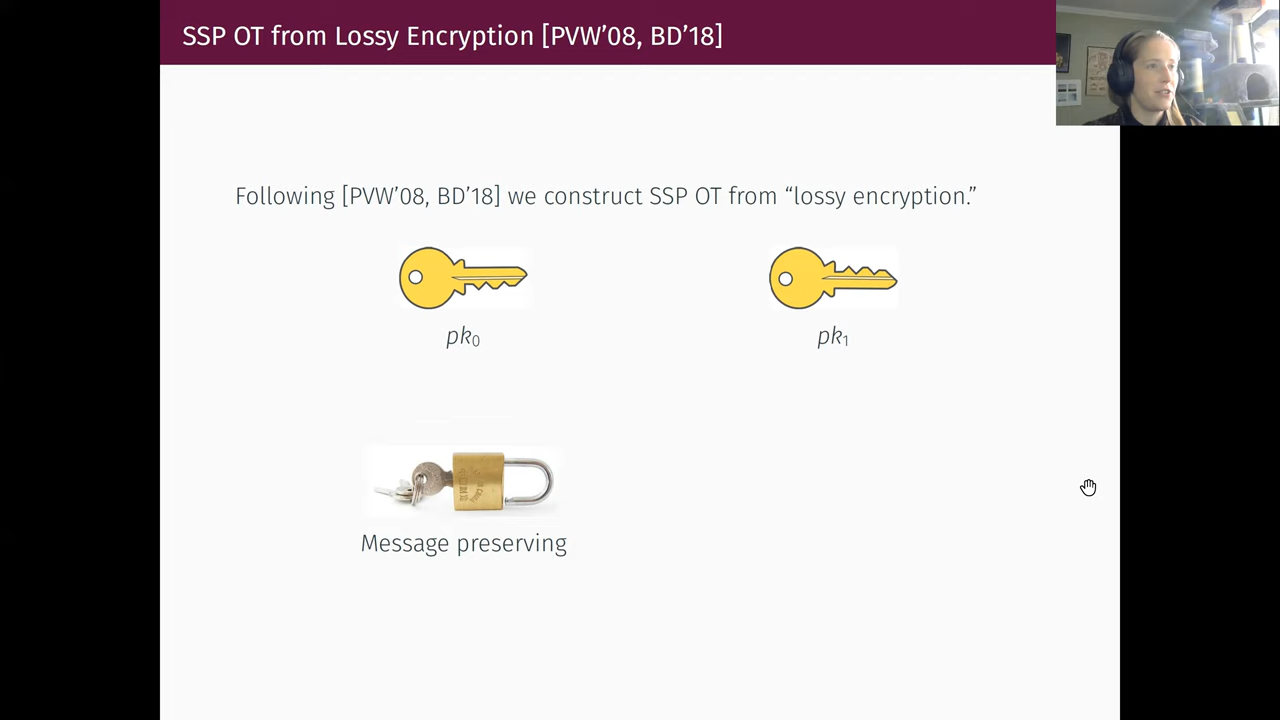 SSP OT from Lossy Encryption [PVW’08, BD’18]
Following [PVW’08, BD’18] we construct SSP OT from “lossy encryption.”
pk₀ pk₁
Message preserving